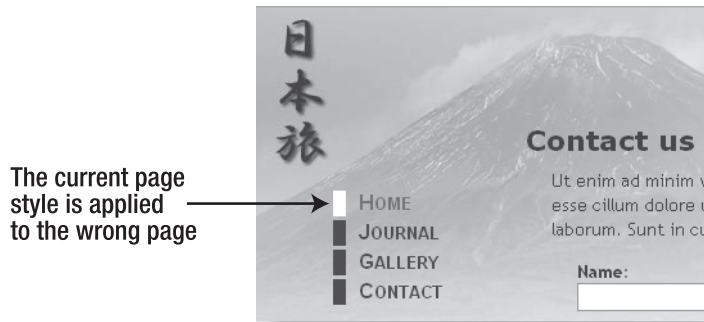 The current page
style is applied
to the wrong page
日
本
旅
HOME
JOURNAL
GALLERY
CONTACT
Contact us
Ut enim ad minim
esse cillum dolore
laborum. Sunt in
Name: